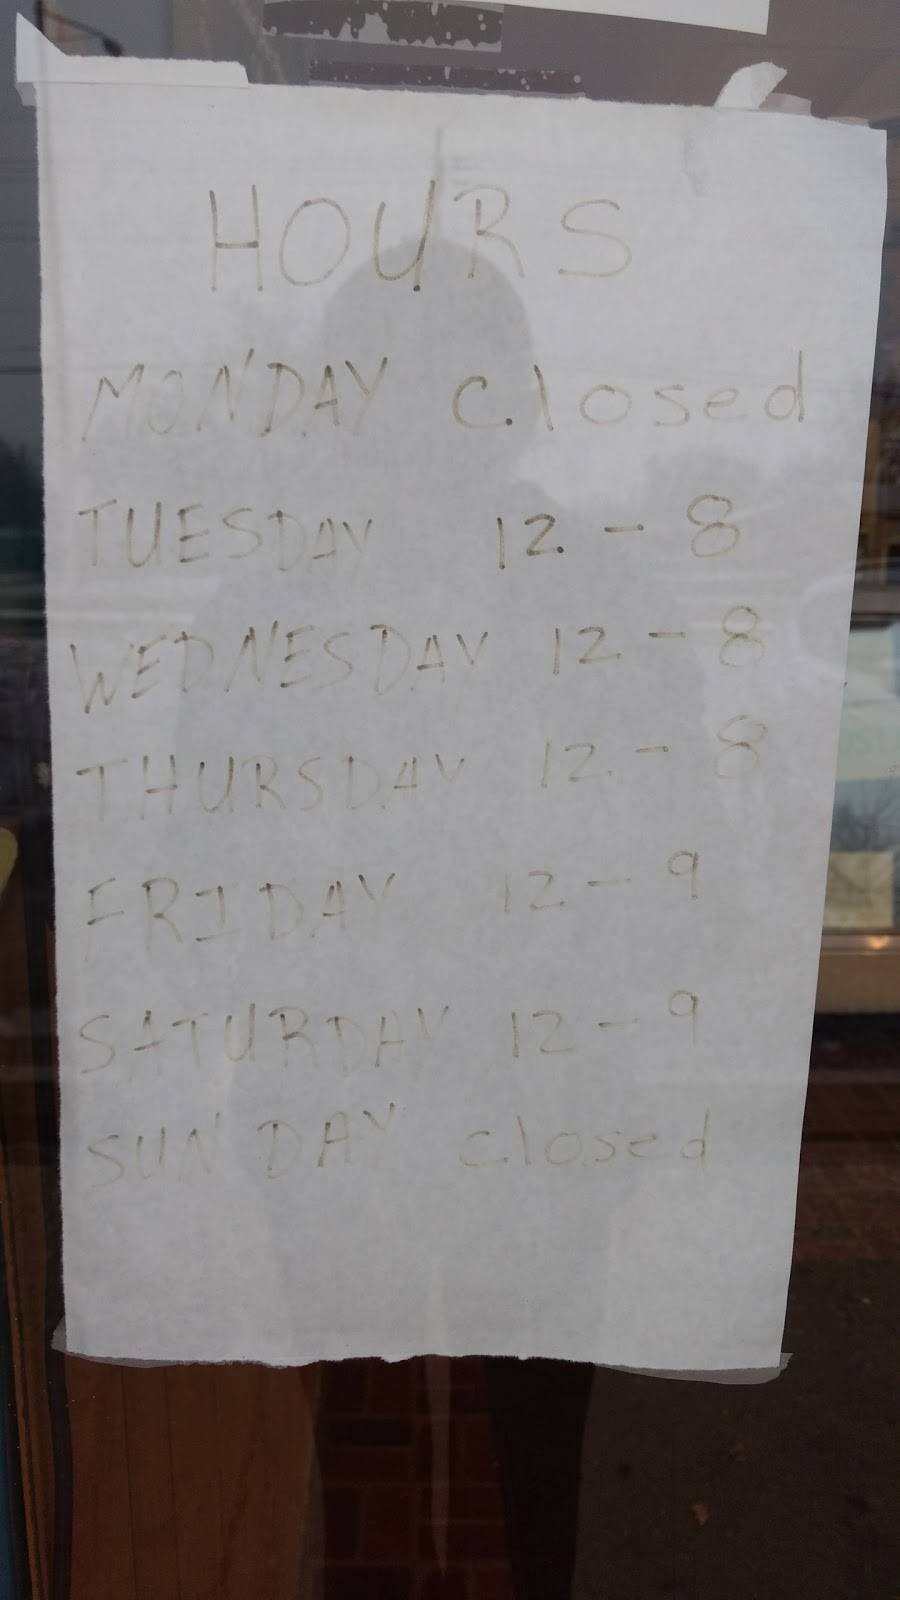 HOURS
MONDAY closed
TUESDAY 12-8
WEDNESDAY 12-8
THURSDAY 12-8
FRIDAY 12-9
SATURDAY 12-9
SUNDAY closed